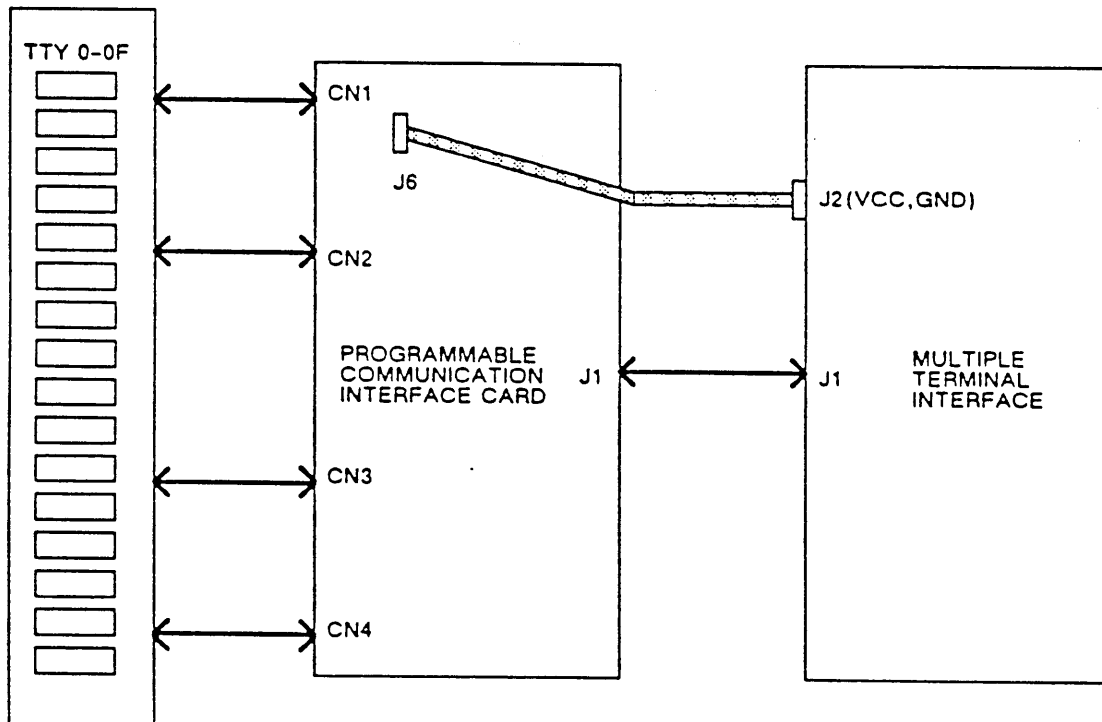 TTY 0-0F
CN1
J6
J2(VCC,GND)
CN2
PROGRAMMABLE
COMMUNICATION
INTERFACE CARD
J1
J1
MULTIPLE
TERMINAL
INTERFACE
CN3
CN4